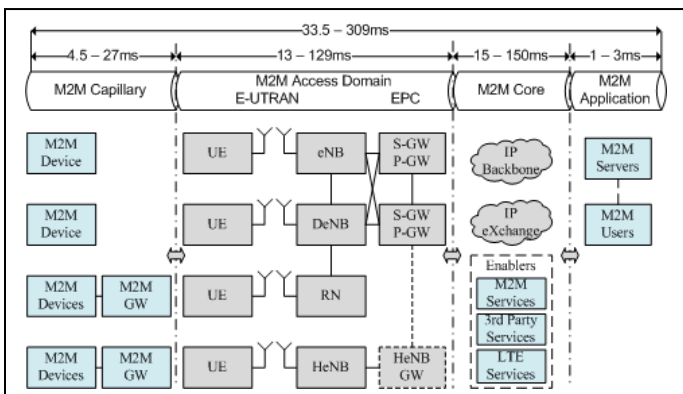 33.5 – 309ms
4.5 – 27ms
13 – 129ms
15 – 150ms
1 – 3ms
M2M Capillary
M2M Access Domain
E-UTRAN
EPC
M2M Core
M2M
Application
M2M
Device
UE
eNB
S-GW
P-GW
IP
Backbone
M2M
Servers
M2M
Device
UE
DeNB
S-GW
P-GW
IP
eXchange
M2M
Users
M2M
Devices
M2M
GW
UE
RN
Enablers
M2M
Services
3rd Party
Services
LTE
Services
M2M
Devices
M2M
GW
UE
HeNB
HeNB
GW